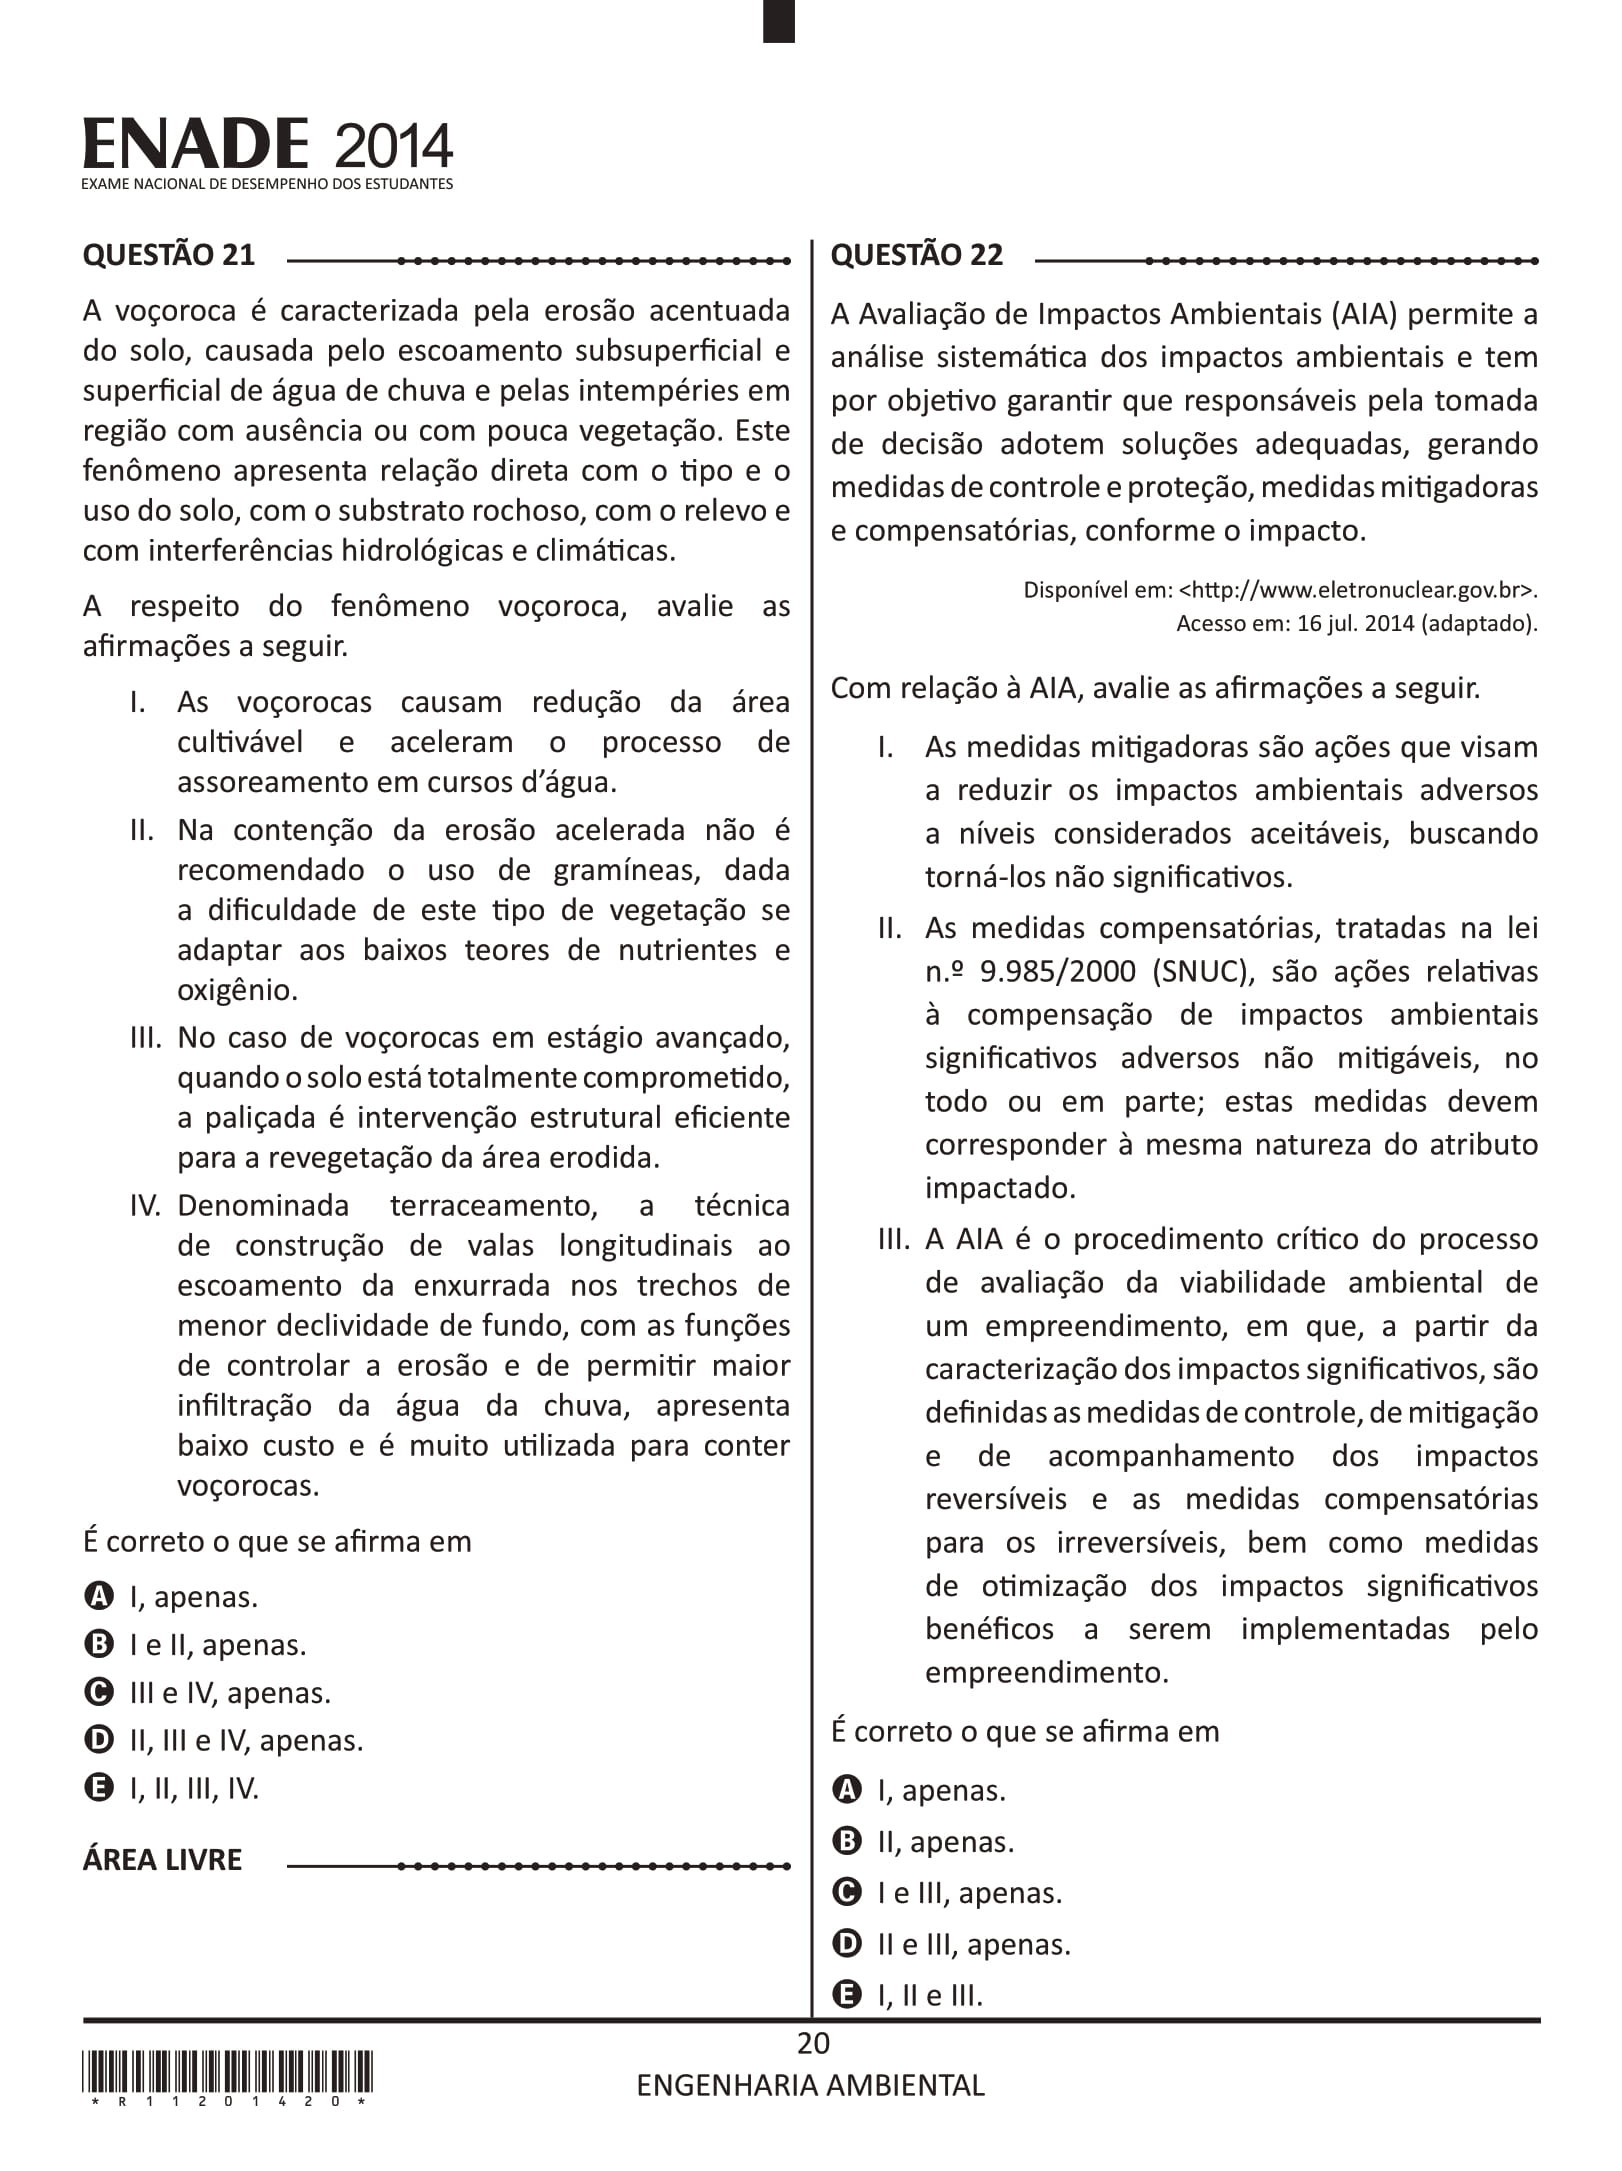 ENADE 2014
EXAME NACIONAL DE DESEMPENHO DOS ESTUDANTES
QUESTÃO 21
A voçoroca é caracterizada pela erosão acentuada
do solo, causada pelo escoamento subsuperficial e
superficial de água de chuva e pelas intempéries em
região com ausência ou com pouca vegetação. Este
fenômeno apresenta relação direta com o tipo e o
uso do solo, com o substrato rochoso, com o relevo e
com interferências hidrológicas e climáticas.
A respeito do fenômeno voçoroca, avalie as
afirmações a seguir.
I. As voçorocas causam redução da área
cultivável e aceleram o processo de
assoreamento em cursos d’água.
II. Na contenção da erosão acelerada não é
recomendado o uso de gramíneas, dada
a dificuldade de este tipo de vegetação se
adaptar aos baixos teores de nutrientes e
oxigênio.
III. No caso de voçorocas em estágio avançado,
quando o solo está totalmente comprometido,
a paliçada é intervenção estrutural eficiente
para a revegetação da área erodida.
IV. Denominada terraceamento, a técnica
de construção de valas longitudinais ao
escoamento da enxurrada nos trechos de
menor declividade de fundo, com as funções
de controlar a erosão e de permitir maior
infiltração da água da chuva, apresenta
baixo custo e é muito utilizada para conter
voçorocas.
É correto o que se afirma em
A I, apenas.
B I e II, apenas.
C III e IV, apenas.
D II, III e IV, apenas.
E I, II, III, IV.
ÁREA LIVRE
QUESTÃO 22
A Avaliação de Impactos Ambientais (AIA) permite a
análise sistemática dos impactos ambientais e tem
por objetivo garantir que responsáveis pela tomada
de decisão adotem soluções adequadas, gerando
medidas de controle e proteção, medidas mitigadoras
e compensatórias, conforme o impacto.
Disponível em: <http://www.eletronuclear.gov.br>.
Acesso em: 16 jul. 2014 (adaptado).
Com relação à AIA, avalie as afirmações a seguir.
I. As medidas mitigadoras são ações que visam
a reduzir os impactos ambientais adversos
a níveis considerados aceitáveis, buscando
torná-los não significativos.
II. As medidas compensatórias, tratadas na lei
n.º 9.985/2000 (SNUC), são ações relativas
à compensação de impactos ambientais
significativos adversos não mitigáveis, no
todo ou em parte; estas medidas devem
corresponder à mesma natureza do atributo
impactado.
III. A AIA é o procedimento crítico do processo
de avaliação da viabilidade ambiental de
um empreendimento, em que, a partir da
caracterização dos impactos significativos, são
definidas as medidas de controle, de mitigação
e de acompanhamento dos impactos
reversíveis e as medidas compensatórias
para os irreversíveis, bem como medidas
de otimização dos impactos significativos
benéficos a serem implementadas pelo
empreendimento.
É correto o que se afirma em
A I, apenas.
B II, apenas.
C I e III, apenas.
D II e III, apenas.
E I, II e III.
20
ENGENHARIA AMBIENTAL
* R 1 1 2 0 1 4 2 0 *